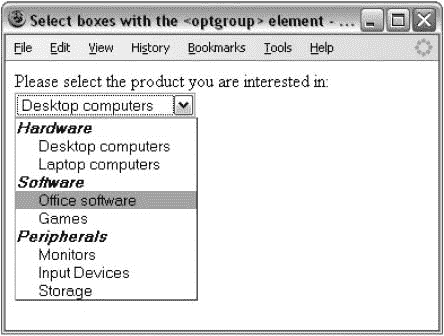 Select boxes with the <optgroup> element - ...
File Edit View History Bookmarks Tools Help
Please select the product you are interested in:
Desktop computers
Hardware
Desktop computers
Laptop computers
Software
Office software
Games
Peripherals
Monitors
Input Devices
Storage